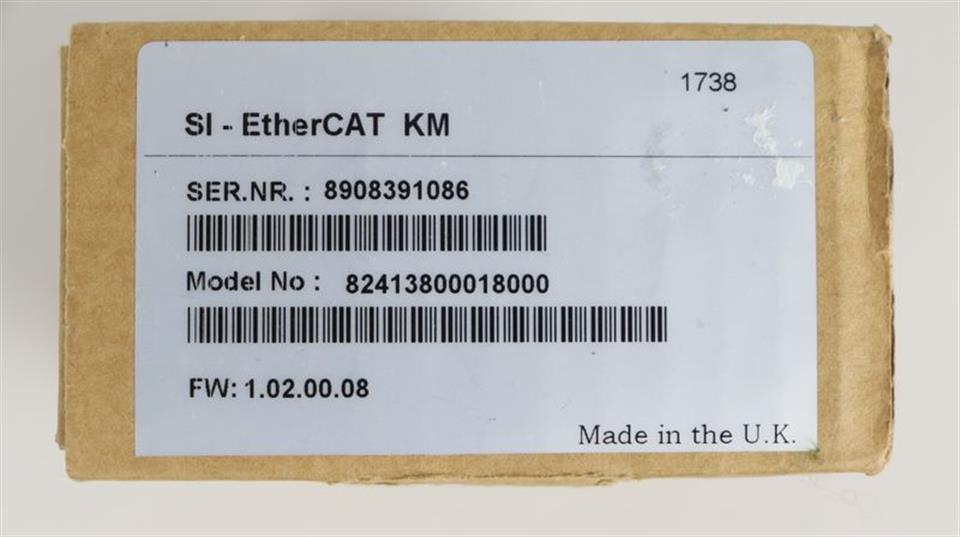 1738
SI - EtherCAT KM
SER.NR. : 8908391086
Model No : 82413800018000
FW: 1.02.00.08
Made in the U.K.